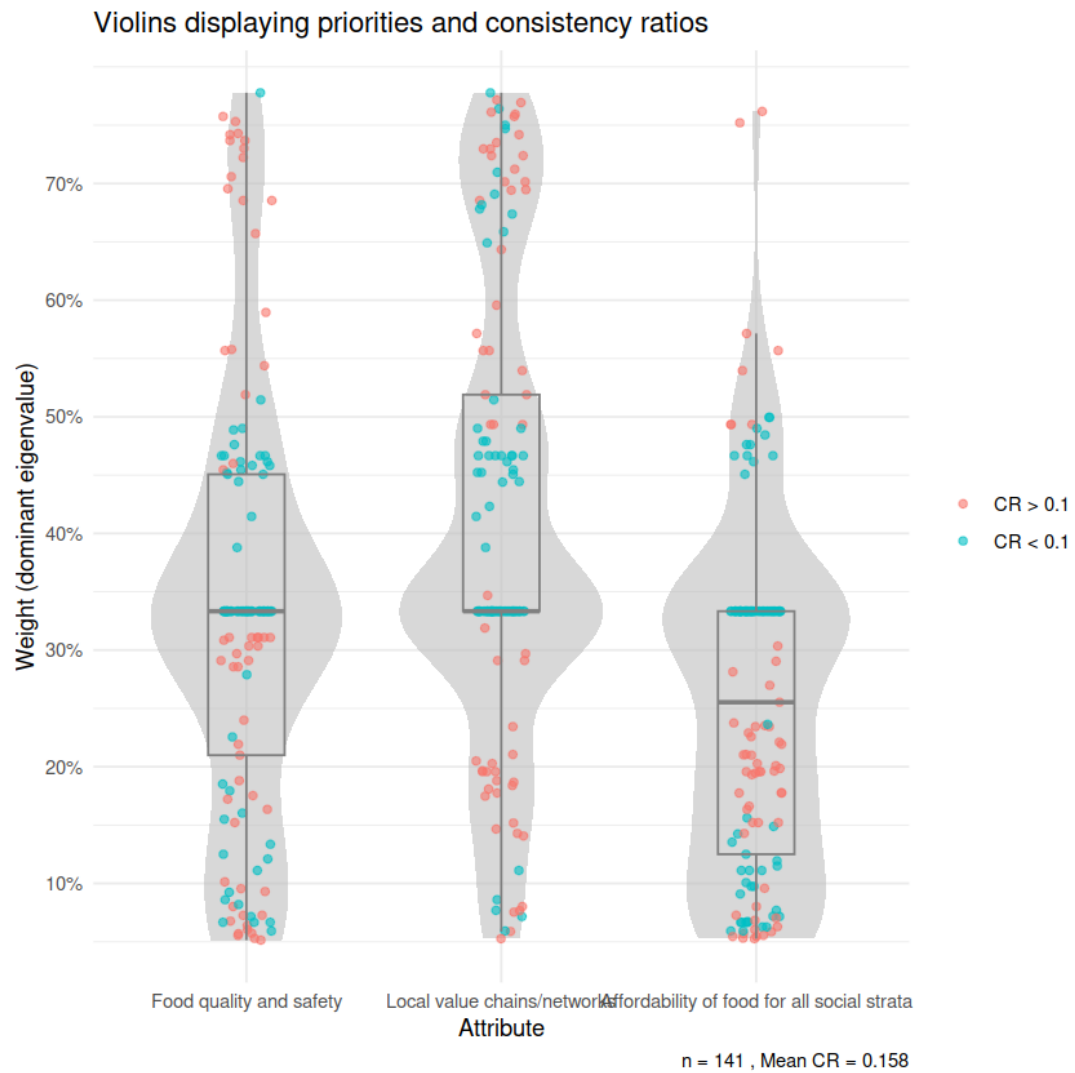 Violins displaying priorities and consistency ratios
Weight (dominant eigenvalue)
70%
60%
50%
40%
30%
20%
10%
CR > 0.1
CR < 0.1
Food quality and safety
Local value chains/networks
Affordability of food for all social strata
Attribute
n = 141 , Mean CR = 0.158